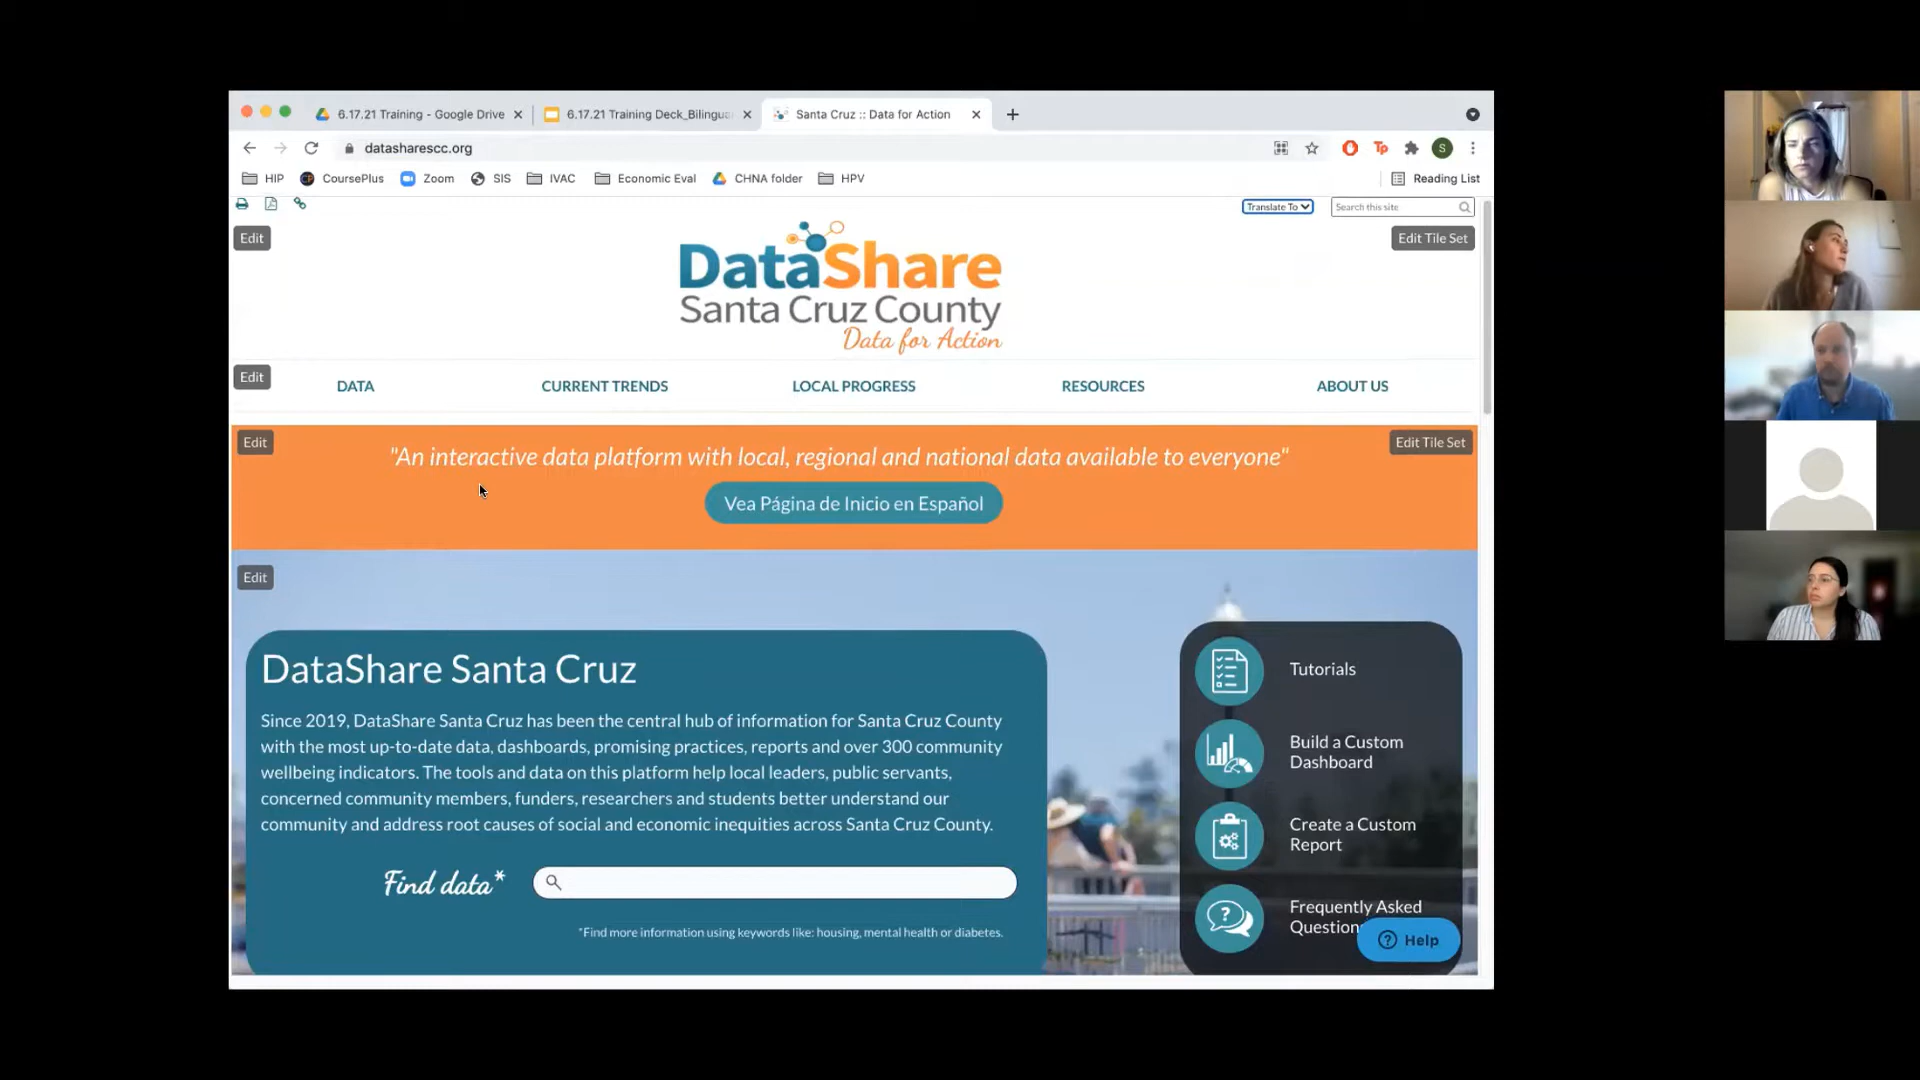 6.17.21 Training - Google Drive
6.17.21 Training Deck_Bilingua
Santa Cruz :: Data for Action
datasharescc.org
Tp
S
HIP
CoursePlus
Zoom
SIS
IVAC
Economic Eval
CHNA folder
HPV
Reading List
Translate To
Search this site
Edit
Edit Tile Set
DataShare
Santa Cruz County
Data for Action
Edit
DATA
CURRENT TRENDS
LOCAL PROGRESS
RESOURCES
ABOUT US
Edit
Edit Tile Set
"An interactive data platform with local, regional and national data available to everyone"
Vea Página de Inicio en Español
Edit
DataShare Santa Cruz
Since 2019, DataShare Santa Cruz has been the central hub of information for Santa Cruz County
with the most up-to-date data, dashboards, promising practices, reports and over 300 community
wellbeing indicators. The tools and data on this platform help local leaders, public servants,
concerned community members, funders, researchers and students better understand our
community and address root causes of social and economic inequities across Santa Cruz County.
Find data*
*Find more information using keywords like: housing, mental health or diabetes.
Tutorials
Build a Custom
Dashboard
Create a Custom
Report
Frequently Asked
Question
Help